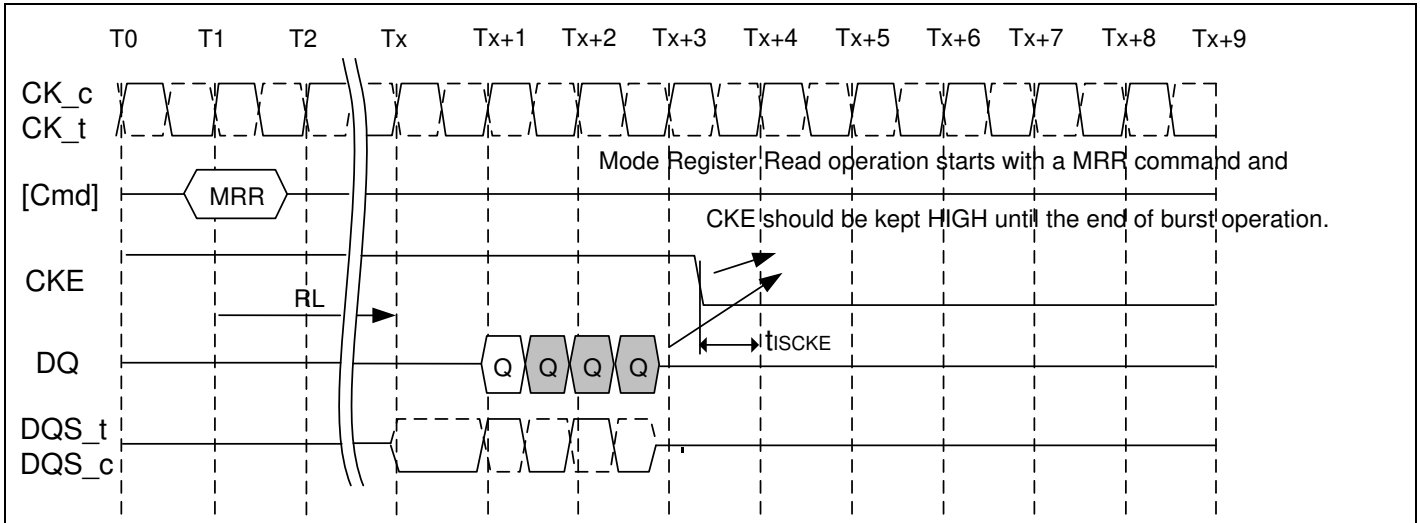 T0 T1 T2 Tx Tx+1 Tx+2 Tx+3 Tx+4 Tx+5 Tx+6 Tx+7 Tx+8 Tx+9
CK_c
CK_t
Mode Register Read operation starts with a MRR command and
[Cmd] MRR
CKE should be kept HIGH until the end of burst operation.
CKE
RL
tISCKE
DQ Q Q Q Q
DQS_t
DQS_c